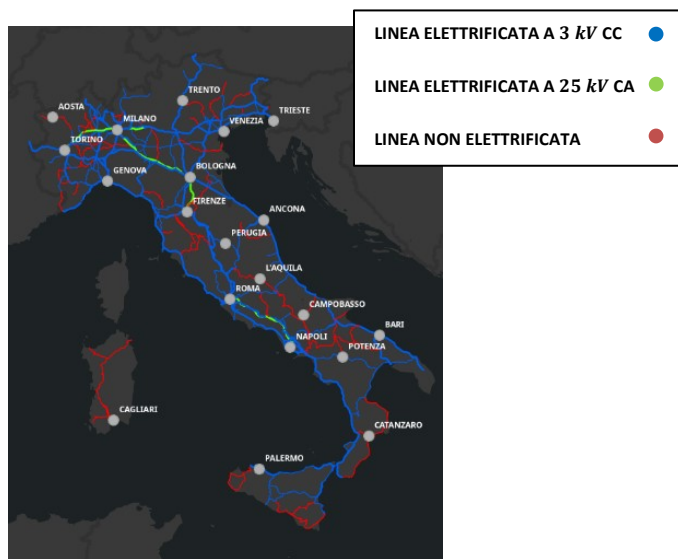 LINEA ELETTRIFICATA A 3 kV CC
LINEA ELETTRIFICATA A 25 kV CA
LINEA NON ELETTRIFICATA
TRENTO
AOSTA
MILANO
TRIESTE
VENEZIA
TORINO
GENOVA
BOLOGNA
FIRENZE
ANCONA
PERUGIA
L'AQUILA
ROMA
CAMPOBASSO
BARI
NAPOLI
POTENZA
CAGLIARI
CATANZARO
PALERMO